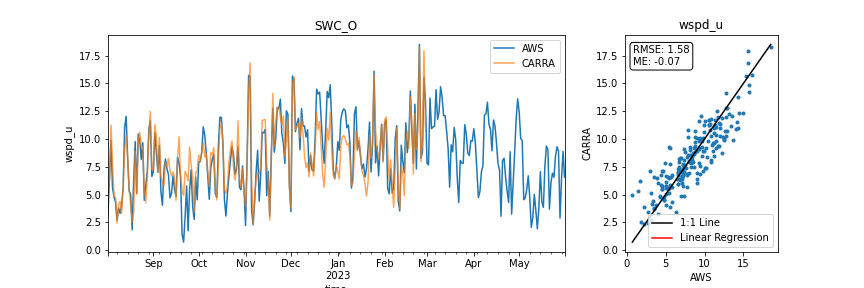 SWC_O
wspd_u
17.5
15.0
12.5
10.0
7.5
5.0
2.5
0.0
wspd_u
AWS
CARRA
Sep
Oct
Nov
Dec
Jan
2023
Feb
Mar
Apr
May
time
wspd_u
CARRA
17.5
15.0
12.5
10.0
7.5
5.0
2.5
0.0
RMSE: 1.58
ME: -0.07
1:1 Line
Linear Regression
0
5
10
15
AWS